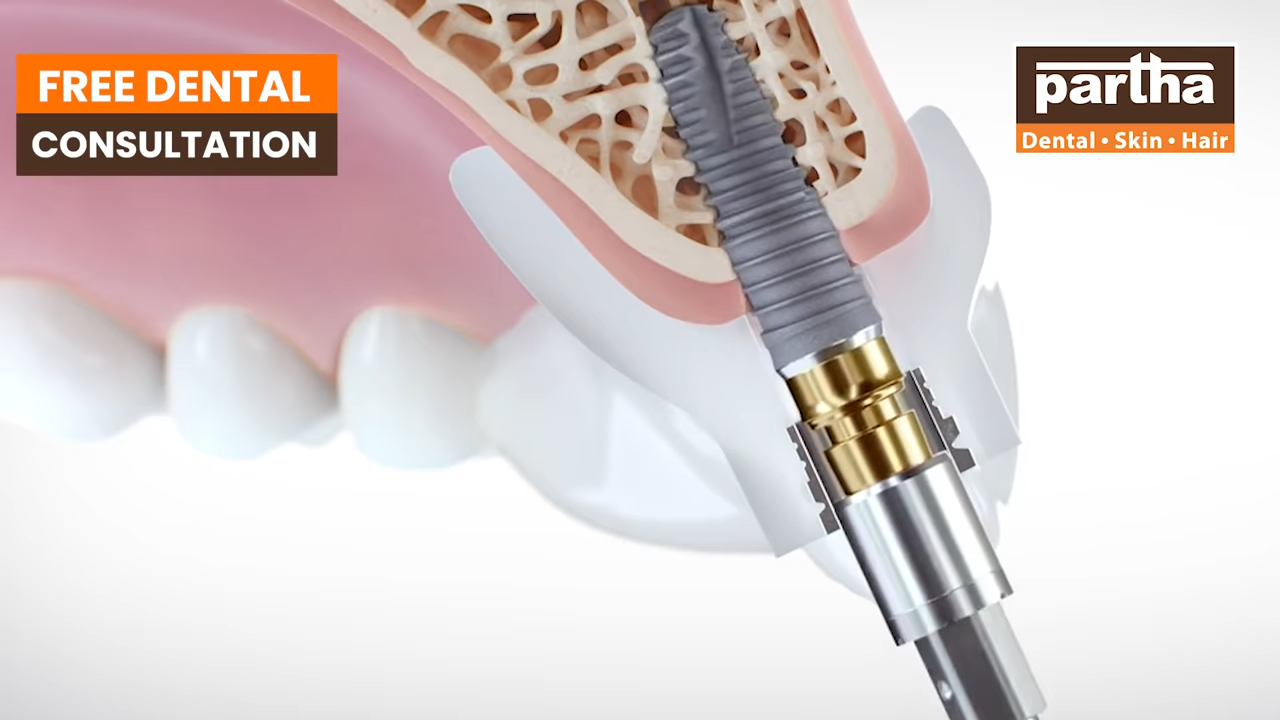 FREE DENTAL
CONSULTATION
partha
Dental • Skin • Hair